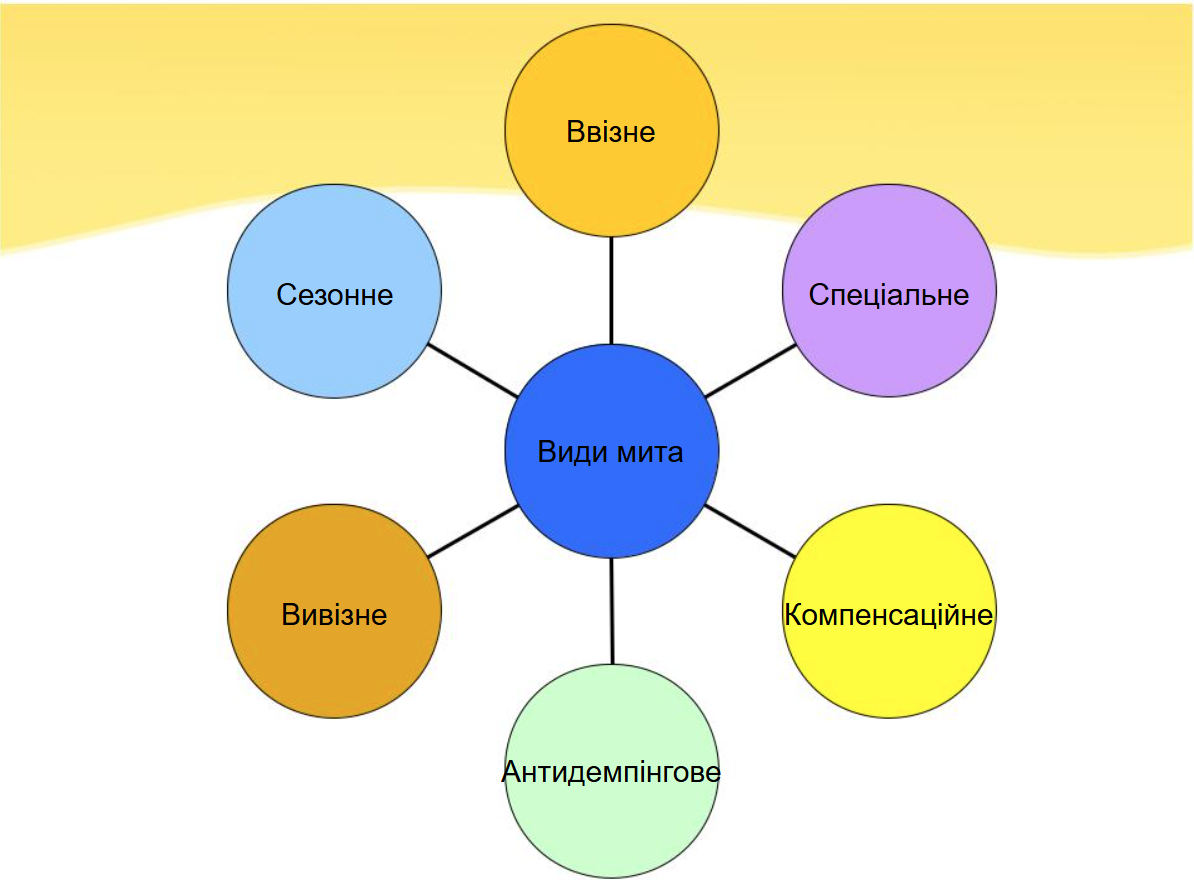 Ввізне
Сезонне
Спеціальне
Види мита
Вивізне
Компенсаційне
Антидемпінгове